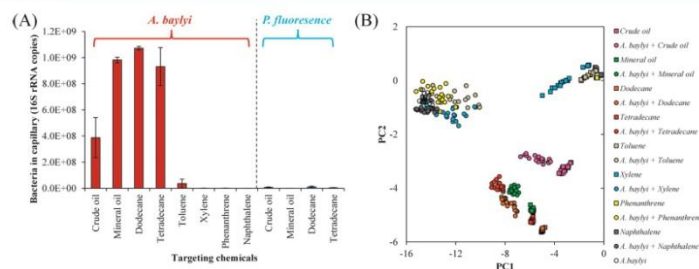 (A)
A. baylyi
P. fluoresence
Bacteria in capillary (16S rRNA copies)
1.2E+09
1.0E+09
8.0E+08
6.0E+08
4.0E+08
2.0E+08
0.0E+00
Crude oil
Mineral oil
Dodecane
Tetradecane
Toluene
Xylene
Phenanthrene
Naphthalene
Crude oil
Mineral oil
Dodecane
Tetradecane
Targeting chemicals
(B)
PC2
2
0
-2
-4
-6
-16
-12
-8
-4
0
PC1
Crude oil
A. baylyi + Crude oil
Mineral oil
A. baylyi + Mineral oil
Dodecane
A. baylyi + Dodecane
Tetradecane
A. baylyi + Tetradecane
Toluene
A. baylyi + Toluene
Xylene
A. baylyi + Xylene
Phenanthrene
A. baylyi + Phenanthrene
Naphthalene
A. baylyi + Naphthalene
A.baylyi